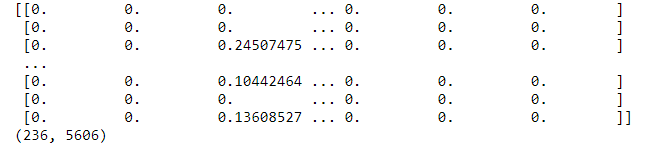 [[0. 0. 0. ... 0. 0. 0. ]
[0. 0. 0. ... 0. 0. 0. ]
[0. 0. 0.24507475 ... 0. 0. 0. ]
...
[0. 0. 0.10442464 ... 0. 0. 0. ]
[0. 0. 0. ... 0. 0. 0. ]
[0. 0. 0.13608527 ... 0. 0. 0. ]]
(236, 5606)